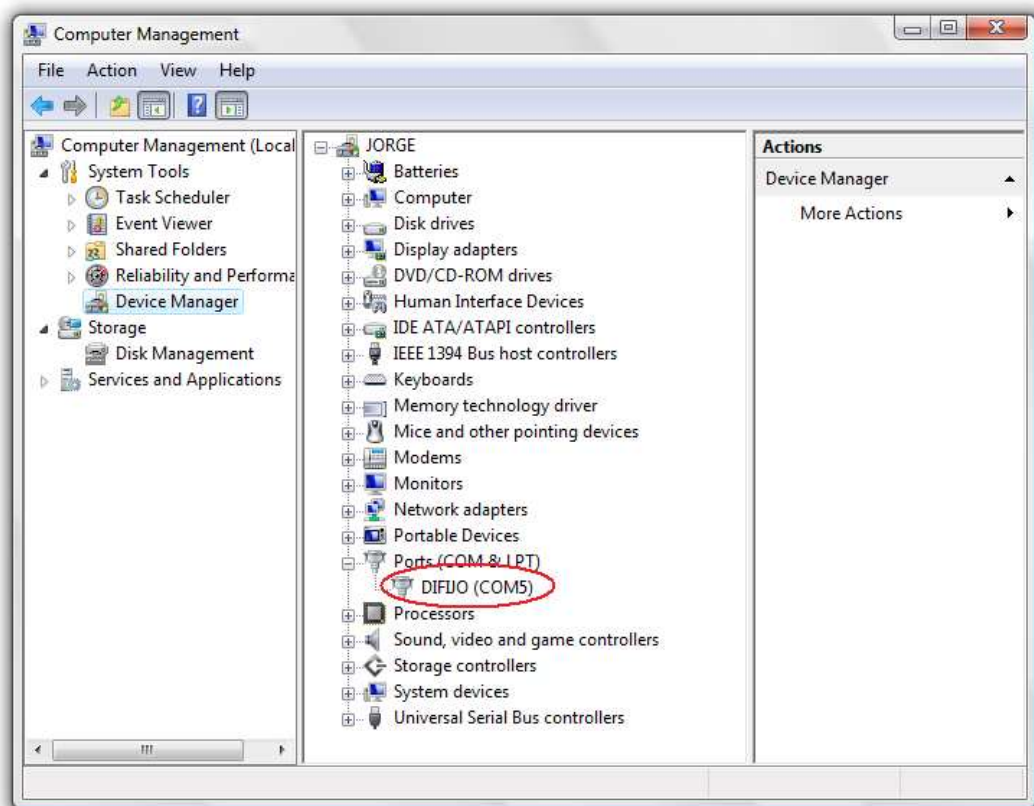 Computer Management
File Action View Help
Computer Management (Local
System Tools
Task Scheduler
Event Viewer
Shared Folders
Reliability and Performa
Device Manager
Storage
Disk Management
Services and Applications
JORGE
Batteries
Computer
Disk drives
Display adapters
DVD/CD-ROM drives
Human Interface Devices
IDE ATA/ATAPI controllers
IEEE 1394 Bus host controllers
Keyboards
Memory technology driver
Mice and other pointing devices
Modems
Monitors
Network adapters
Portable Devices
Ports (COM & LPT)
DIFIJO (COM5)
Processors
Sound, video and game controllers
Storage controllers
System devices
Universal Serial Bus controllers
Actions
Device Manager
More Actions